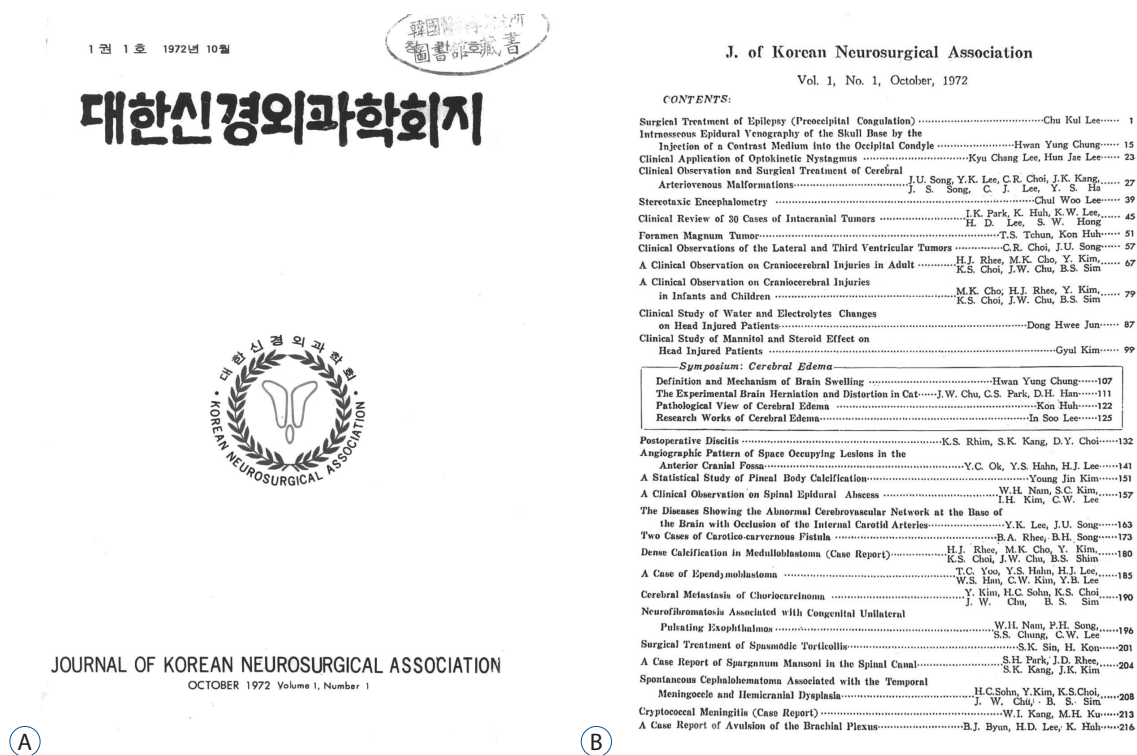 1권 1호 1972년 10월
圖書館藏書
대한신경외과학회지
대한신경외과학회
KOREAN NEUROSURGICAL ASSOCIATION
JOURNAL OF KOREAN NEUROSURGICAL ASSOCIATION
OCTOBER 1972 Volume 1, Number 1
A
J. of Korean Neurosurgical Association
Vol. 1, No. 1, October, 1972
CONTENTS:
Surgical Treatment of Epilepsy (Preoccipital Coagulation) Chu Kul Lee 1
Intraosseous Epidural Venography of the Skull Base by the
Injection of a Contrast Medium into the Occipital Condyle Hwan Yung Chung 15
Clinical Application of Optokinetic Nystagmus Kyu Chang Lee, Hun Jae Lee 23
Clinical Observation and Surgical Treatment of Cerebral
Arteriovenous Malformations J.U. Song, Y.K. Lee, C.R. Choi, J.K. Kang, J. S. Song, C. J. Lee, Y. S. Ha 27
Stereotaxic Encephalometry Chul Woo Lee 39
Clinical Review of 30 Cases of Intacranial Tumors I.K. Park, K. Huh, K.W. Lee, H. D. Lee, S. W. Hong 45
Foramen Magnum Tumor T.S. Tchun, Kon Huh 51
Clinical Observations of the Lateral and Third Ventricular Tumors C.R. Choi, J.U. Song 57
A Clinical Observation on Craniocerebral Injuries in Adult H.J. Rhee, M.K. Cho, Y. Kim, K.S. Choi, J.W. Chu, B.S. Sim 67
A Clinical Observation on Craniocerebral Injuries
in Infants and Children M.K. Cho, H.J. Rhee, Y. Kim, K.S. Choi, J.W. Chu, B.S. Sim 79
Clinical Study of Water and Electrolytes Changes
on Head Injured Patients Dong Hwee Jun 87
Clinical Study of Mannitol and Steroid Effect on
Head Injured Patients Gyul Kim 99
Symposium: Cerebral Edema
Definition and Mechanism of Brain Swelling Hwan Yung Chung 107
The Experimental Brain Herniation and Distortion in Cat J.W. Chu, C.S. Park, D.H. Han 111
Pathological View of Cerebral Edema Kon Huh 122
Research Works of Cerebral Edema In Soo Lee 125
Postoperative Discitis K.S. Rhim, S.K. Kang, D.Y. Choi 132
Angiographic Pattern of Space Occupying Lesions in the
Anterior Cranial Fossa Y.C. Ok, Y.S. Hahn, H.J. Lee 141
A Statistical Study of Pineal Body Calcification Young Jin Kim 151
A Clinical Observation on Spinal Epidural Abscess W.H. Nam, S.C. Kim, I.H. Kim, C.W. Lee 157
The Diseases Showing the Abnormal Cerebrovascular Network at the Base of
the Brain with Occlusion of the Internal Carotid Arteries Y.K. Lee, J.U. Song 163
Two Cases of Carotico-carvernous Fistula B.A. Rhee, B.H. Song 173
Dense Calcification in Medulloblastoma (Case Report) H.J. Rhee, M.K. Cho, Y. Kim, K.S. Choi, J.W. Chu, B.S. Shim 180
A Case of Ependymoblastoma T.C. Yoo, Y.S. Hahn, H.J. Lee, W.S. Han, C.W. Kim, Y.B. Lee 185
Cerebral Metastasis of Choriocarcinoma Y. Kim, H.C. Sohn, K.S. Choi J. W. Chu, B. S. Sim 190
Neurofibromatosis Associated with Congenital Unilateral
Pulsating Exophthalmos W.H. Nam, P.H. Song, S.S. Chung, C.W. Lee 196
Surgical Treatment of Spasmodic Torticollis S.K. Sin, H. Kon 201
A Case Report of Sparganum Mansoni in the Spinal Canal S.H. Park, J.D. Rhee, S.K. Kang, J.K. Kim 204
Spontaneous Cephalohematoma Associated with the Temporal
Meningocele and Hemicranial Dysplasia H.C.Sohn, Y.Kim, K.S.Choi, J. W. Chu, B. S. Sim 208
Cryptococcal Meningitis (Case Report) W.I. Kang, M.H. Ku 213
A Case Report of Avulsion of the Brachial Plexus B.J. Byun, H.D. Lee, K. Huh 216
B